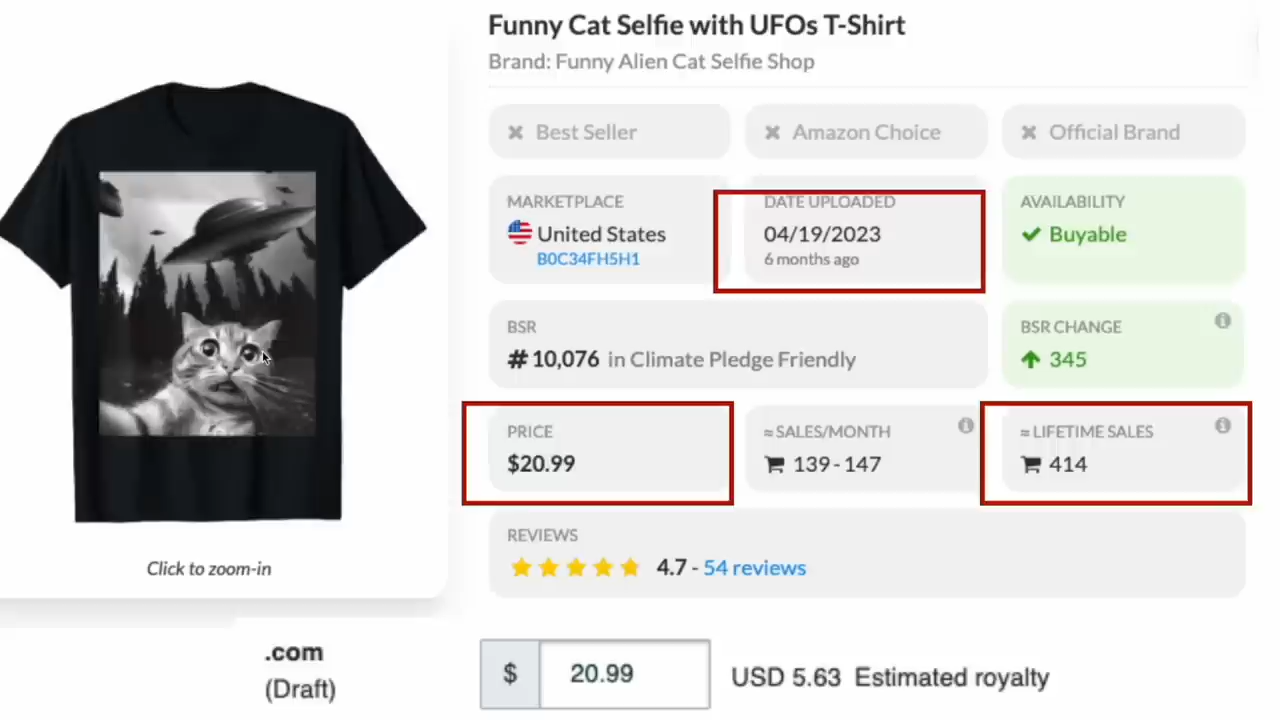 Funny Cat Selfie with UFOs T-Shirt
Brand: Funny Alien Cat Selfie Shop
Best Seller
Amazon Choice
Official Brand
MARKETPLACE
United States
B0C34FH5H1
DATE UPLOADED
04/19/2023
6 months ago
AVAILABILITY
Buyable
BSR
#10,076 in Climate Pledge Friendly
BSR CHANGE
345
PRICE
$20.99
≈ SALES/MONTH
139 - 147
≈ LIFETIME SALES
414
REVIEWS
4.7 - 54 reviews
Click to zoom-in
.com
(Draft)
$ 20.99 USD 5.63 Estimated royalty